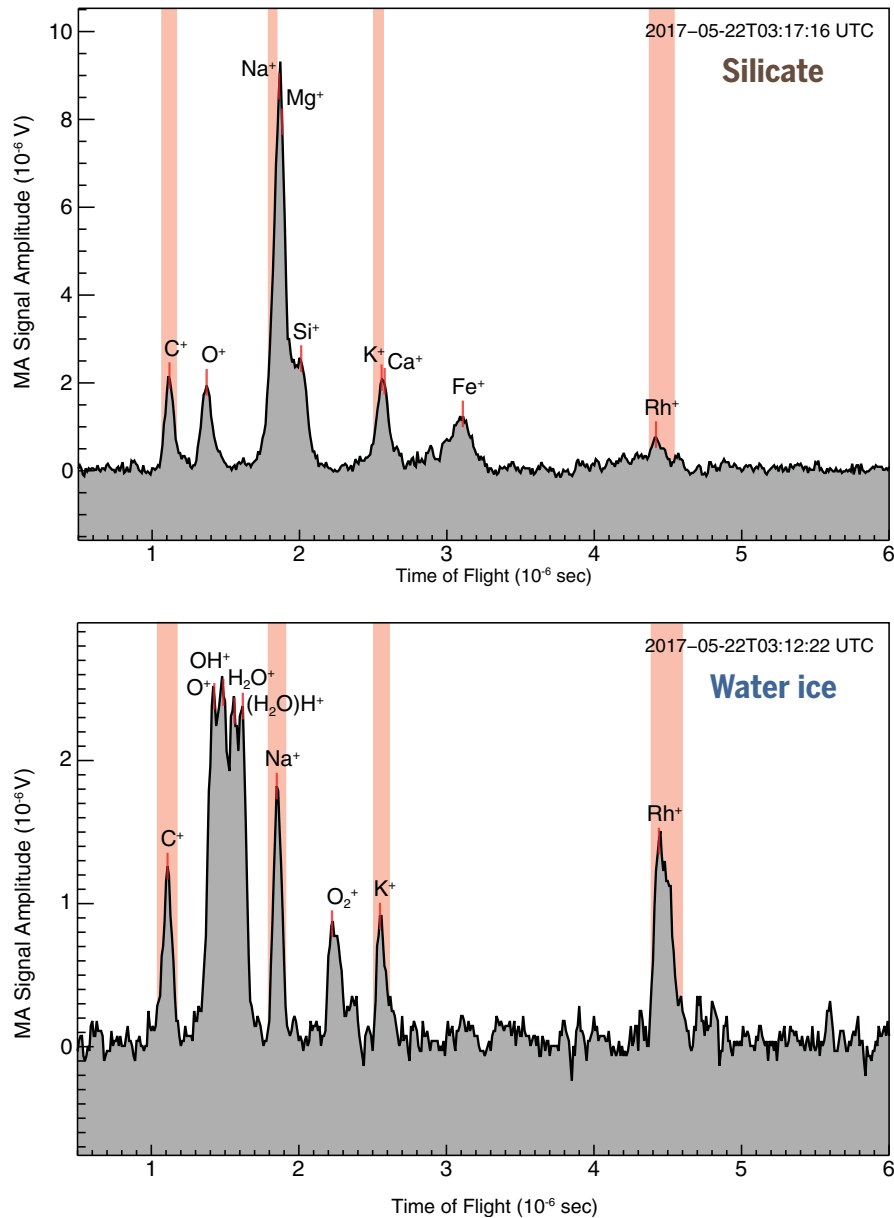 2017–05-22T03:17:16 UTC
Silicate
MA Signal Amplitude (10⁻⁶ V)
10
8
6
4
2
0
Na⁺
Mg⁺
Si⁺
C⁺
O⁺
K⁺
Ca⁺
Fe⁺
Rh⁺
1 2 3 4 5 6
Time of Flight (10⁻⁶ sec)
2017–05-22T03:12:22 UTC
Water ice
MA Signal Amplitude (10⁻⁶ V)
2
1
0
OH⁺
O⁺
H₂O⁺
(H₂O)H⁺
Na⁺
C⁺
O₂⁺
K⁺
Rh⁺
1 2 3 4 5 6
Time of Flight (10⁻⁶ sec)